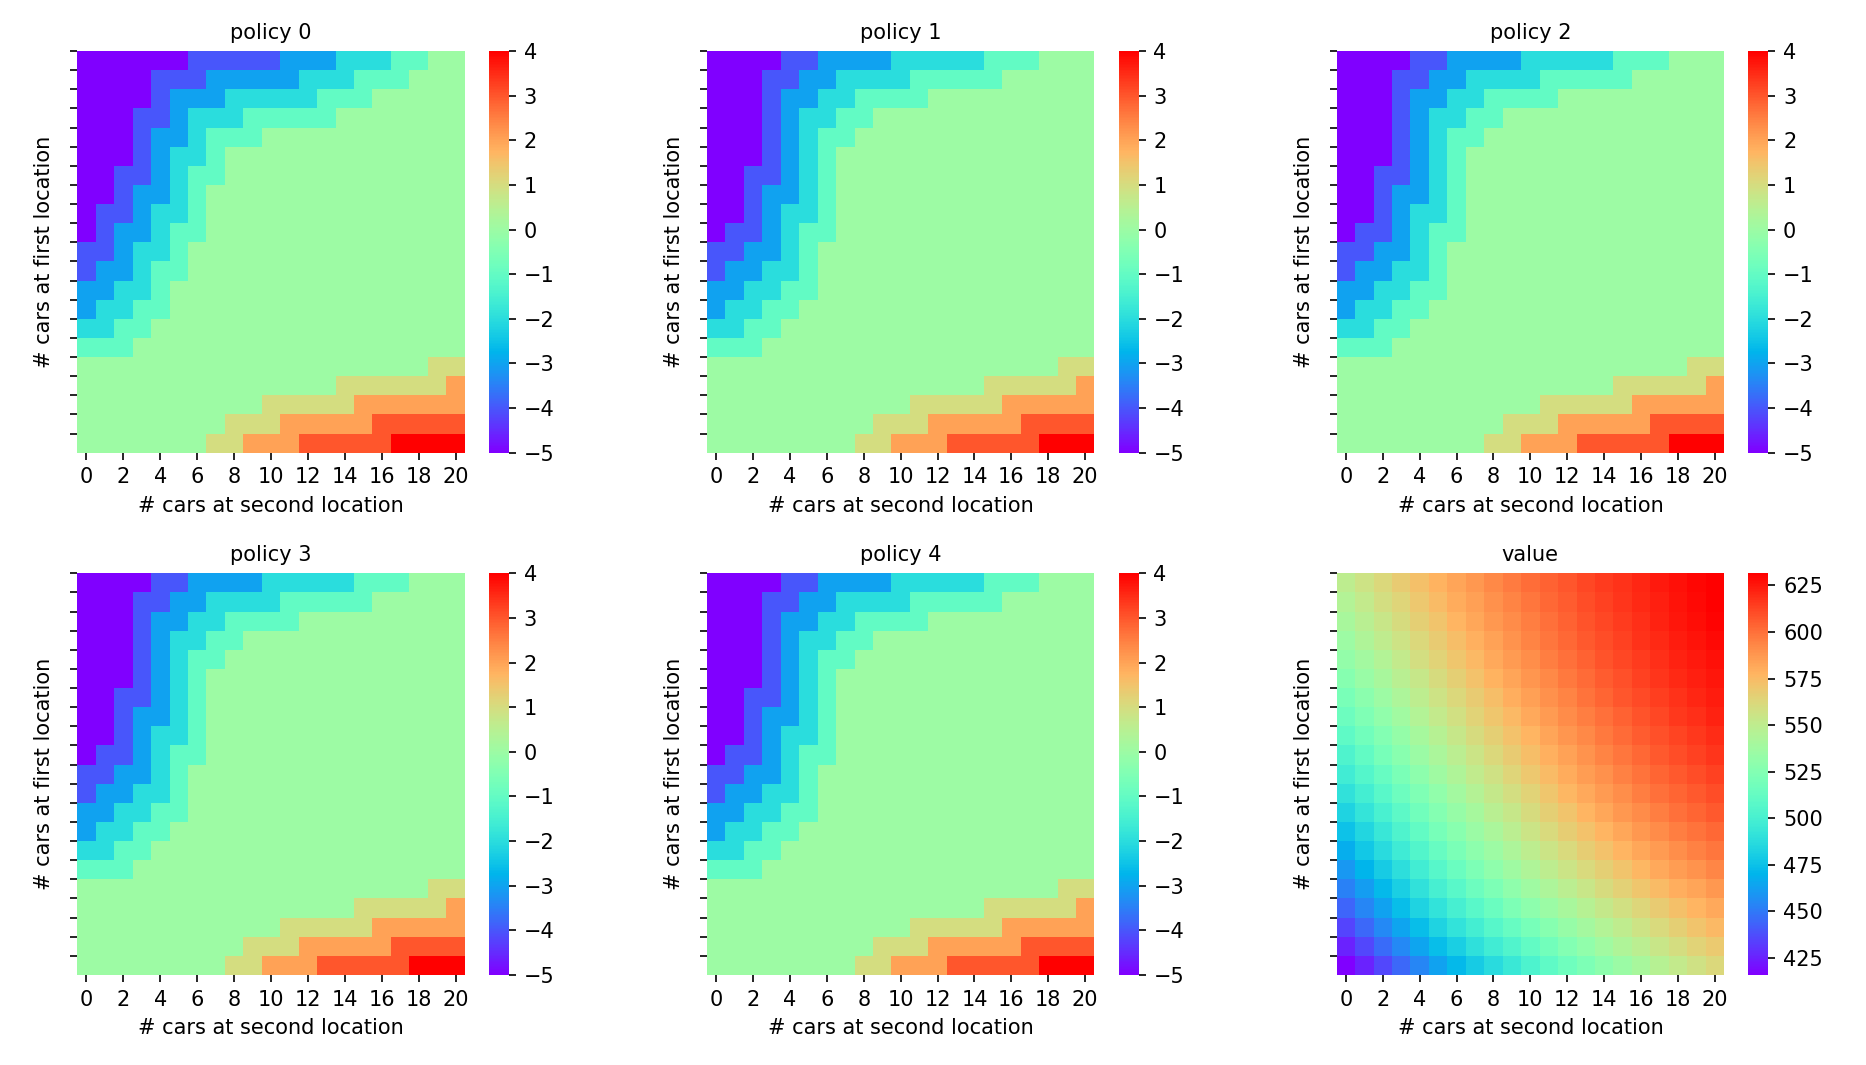 policy 0
4
3
2
1
0
−1
−2
−3
−4
−5
# cars at first location
0 2 4 6 8 10 12 14 16 18 20
# cars at second location
policy 1
4
3
2
1
0
−1
−2
−3
−4
−5
# cars at first location
0 2 4 6 8 10 12 14 16 18 20
# cars at second location
policy 2
4
3
2
1
0
−1
−2
−3
−4
−5
# cars at first location
0 2 4 6 8 10 12 14 16 18 20
# cars at second location
policy 3
4
3
2
1
0
−1
−2
−3
−4
−5
# cars at first location
0 2 4 6 8 10 12 14 16 18 20
# cars at second location
policy 4
4
3
2
1
0
−1
−2
−3
−4
−5
# cars at first location
0 2 4 6 8 10 12 14 16 18 20
# cars at second location
value
625
600
575
550
525
500
475
450
425
# cars at first location
0 2 4 6 8 10 12 14 16 18 20
# cars at second location